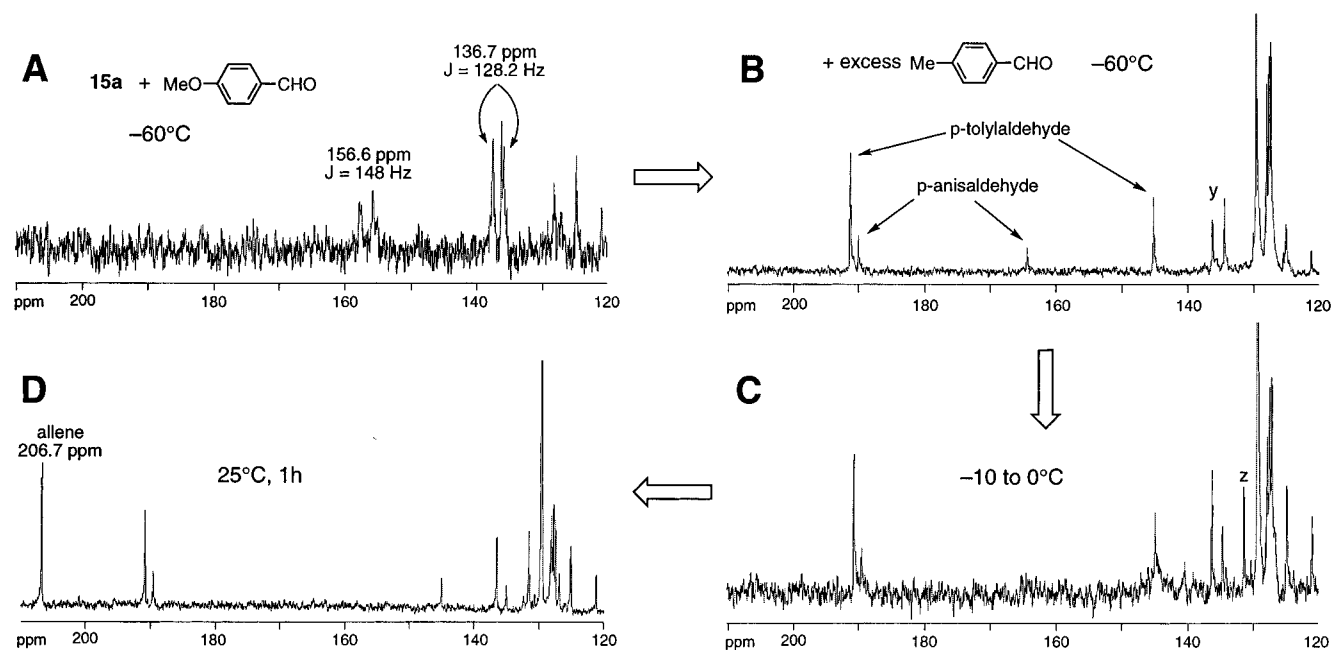 A
15a + MeO CHO
–60°C
156.6 ppm
J = 148 Hz
136.7 ppm
J = 128.2 Hz
ppm 200 180 160 140 120
B
+ excess Me CHO –60°C
p-tolylaldehyde
p-anisaldehyde
y
ppm 200 180 160 140 120
D
allene
206.7 ppm
25°C, 1h
ppm 200 180 160 140 120
C
–10 to 0°C
z
ppm 200 180 160 140 120